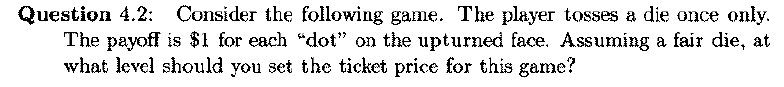 Question 4.2: Consider the following game. The player tosses a die once only.
The payoff is $1 for each "dot" on the upturned face. Assuming a fair die, at
what level should you set the ticket price for this game?